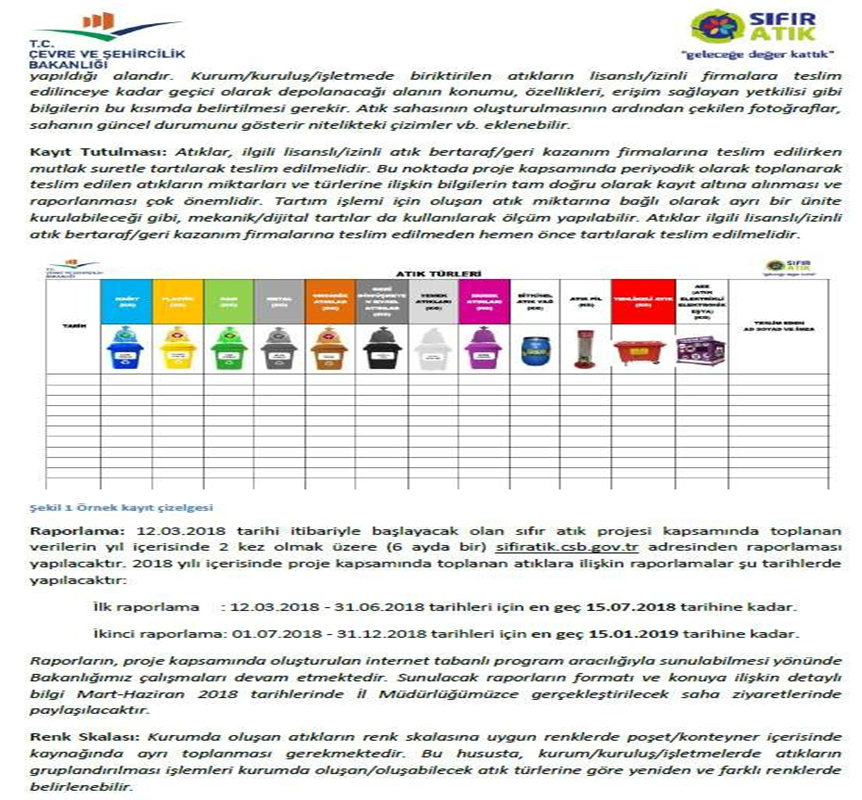 T.C.
ÇEVRE VE ŞEHİRCİLİK
BAKANLIĞI
SIFIR
ATIK
"geleceğe değer kattık"
yapıldığı alandır. Kurum/kuruluş/işletmede biriktirilen atıkların lisanslı/izinli firmalara teslim
edilinceye kadar geçici olarak depolanacağı alanın konumu, özellikleri, erişim sağlayan yetkilisi gibi
bilgilerin bu kısımda belirtilmesi gerekir. Atık sahasının oluşturulmasının ardından çekilen fotoğraflar,
sahanın güncel durumunu gösterir nitelikteki çizimler vb. eklenebilir.
Kayıt Tutulması: Atıklar, ilgili lisanslı/izinli atık bertaraf/geri kazanım firmalarına teslim edilirken
mutlak suretle tartılarak teslim edilmelidir. Bu noktada proje kapsamında periyodik olarak toplanarak
teslim edilen atıkların miktarları ve türlerine ilişkin bilgilerin tam doğru olarak kayıt altına alınması ve
raporlanması çok önemlidir. Tartım işlemi için oluşan atık miktarına bağlı olarak ayrı bir ünite
kurulabileceği gibi, mekanik/dijital tartılar da kullanılarak ölçüm yapılabilir. Atıklar ilgili lisanslı/izinli
atık bertaraf/geri kazanım firmalarına teslim edilmeden hemen önce tartılarak teslim edilmelidir.
SIFIR
ATIK
ATIK TÜRLERİ
TARİH
KAĞIT
(KG)
PLASTİK
(KG)
CAM
(KG)
METAL
(KG)
ORGANİK
ATIKLAR
(KG)
YEMEK
ATIKLARI
(KG)
EKMEK
ATIKLARI
(KG)
BİTKİSEL
ATIK YAĞ
(KG)
ATIK PİL
(KG)
TEHLİKELİ ATIK
(KG)
AEE
(ATIK
ELEKTRİKLİ
ELEKTRONİK
EŞYA)
(KG)
TESLİM EDEN
AD SOYAD VE İMZA
Şekil 1 Örnek kayıt çizelgesi
Raporlama: 12.03.2018 tarihi itibariyle başlayacak olan sıfır atık projesi kapsamında toplanan
verilerin yıl içerisinde 2 kez olmak üzere (6 ayda bir) sifiratik.csb.gov.tr adresinden raporlaması
yapılacaktır. 2018 yılı içerisinde proje kapsamında toplanan atıklara ilişkin raporlamalar şu tarihlerde
yapılacaktır:
İlk raporlama : 12.03.2018 - 31.06.2018 tarihleri için en geç 15.07.2018 tarihine kadar.
İkinci raporlama: 01.07.2018 - 31.12.2018 tarihleri için en geç 15.01.2019 tarihine kadar.
Raporların, proje kapsamında oluşturulan internet tabanlı program aracılığıyla sunulabilmesi yönünde
Bakanlığımız çalışmaları devam etmektedir. Sunulacak raporların formatı ve konuya ilişkin detaylı
bilgi Mart-Haziran 2018 tarihlerinde İl Müdürlüğümüzce gerçekleştirilecek saha ziyaretlerinde
paylaşılacaktır.
Renk Skalası: Kurumda oluşan atıkların renk skalasına uygun renklerde poşet/konteyner içerisinde
kaynağında ayrı toplanması gerekmektedir. Bu hususta, kurum/kuruluş/işletmelerde atıkların
gruplandırılması işlemleri kurumda oluşan/oluşabilecek atık türlerine göre yeniden ve farklı renklerde
belirlenebilir.